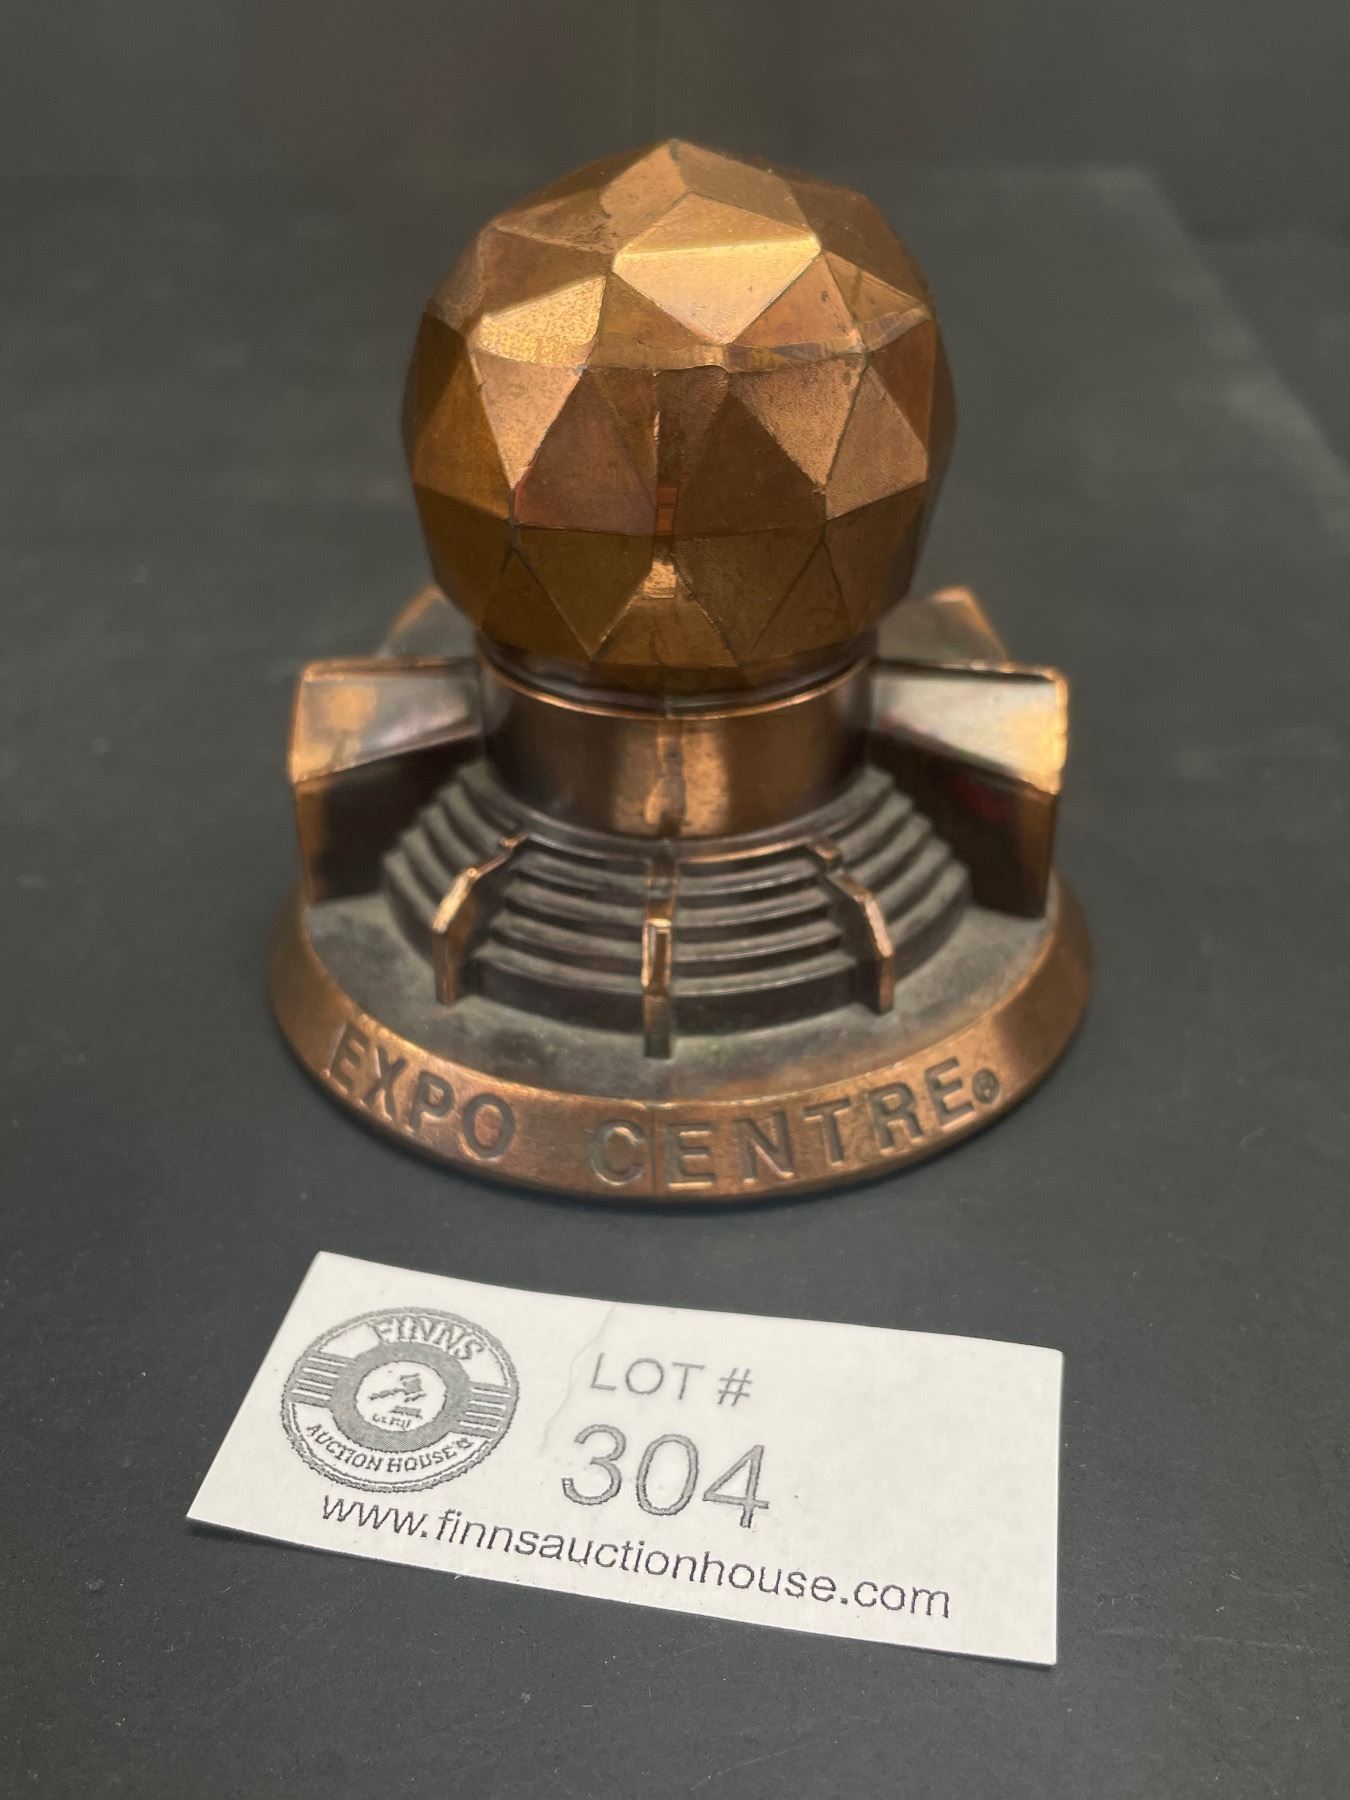 EXPO CENTRE®
FINNS
AUCTION HOUSE
LOT #
304
www.finnsauctionhouse.com